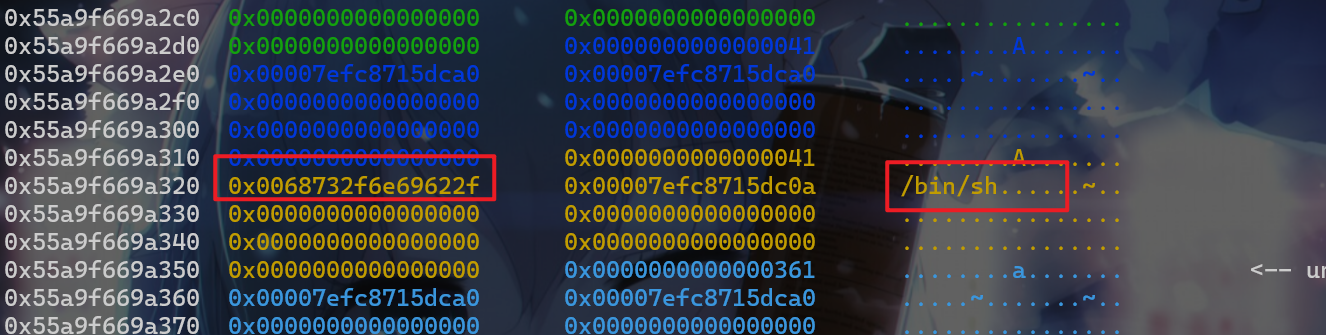 0x55a9f669a2c0 0x0000000000000000 0x0000000000000000 ................
0x55a9f669a2d0 0x0000000000000000 0x0000000000000041 ........A.......
0x55a9f669a2e0 0x00007efc8715dca0 0x00007efc8715dca0 .....~.......~..
0x55a9f669a2f0 0x0000000000000000 0x0000000000000000 ................
0x55a9f669a300 0x0000000000000000 0x0000000000000000 ................
0x55a9f669a310 0x0000000000000000 0x0000000000000041 ........A.......
0x55a9f669a320 0x0068732f6e69622f 0x00007efc8715dc0a /bin/sh......~..
0x55a9f669a330 0x0000000000000000 0x0000000000000000 ................
0x55a9f669a340 0x0000000000000000 0x0000000000000000 ................
0x55a9f669a350 0x0000000000000000 0x0000000000000361 ........a....... <-- un
0x55a9f669a360 0x00007efc8715dca0 0x00007efc8715dca0 .....~.......~..
0x55a9f669a370 0x0000000000000000 0x0000000000000000 ................